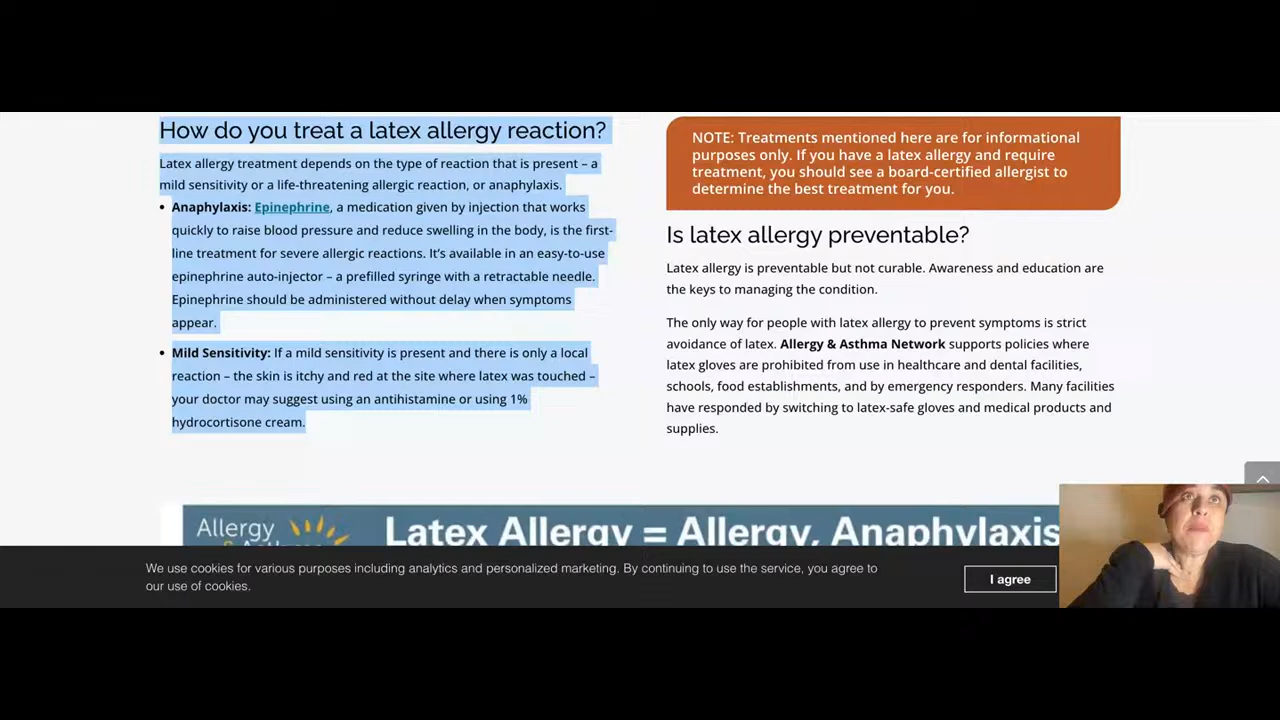 How do you treat a latex allergy reaction?
Latex allergy treatment depends on the type of reaction that is present – a
mild sensitivity or a life-threatening allergic reaction, or anaphylaxis.
• Anaphylaxis: Epinephrine, a medication given by injection that works
quickly to raise blood pressure and reduce swelling in the body, is the first-
line treatment for severe allergic reactions. It's available in an easy-to-use
epinephrine auto-injector – a prefilled syringe with a retractable needle.
Epinephrine should be administered without delay when symptoms
appear.
• Mild Sensitivity: If a mild sensitivity is present and there is only a local
reaction – the skin is itchy and red at the site where latex was touched –
your doctor may suggest using an antihistamine or using 1%
hydrocortisone cream.
NOTE: Treatments mentioned here are for informational
purposes only. If you have a latex allergy and require
treatment, you should see a board-certified allergist to
determine the best treatment for you.
Is latex allergy preventable?
Latex allergy is preventable but not curable. Awareness and education are
the keys to managing the condition.
The only way for people with latex allergy to prevent symptoms is strict
avoidance of latex. Allergy & Asthma Network supports policies where
latex gloves are prohibited from use in healthcare and dental facilities,
schools, food establishments, and by emergency responders. Many facilities
have responded by switching to latex-safe gloves and medical products and
supplies.
Allergy
Latex Allergy = Allergy, Anaphylaxis
We use cookies for various purposes including analytics and personalized marketing. By continuing to use the service, you agree to
our use of cookies.
I agree